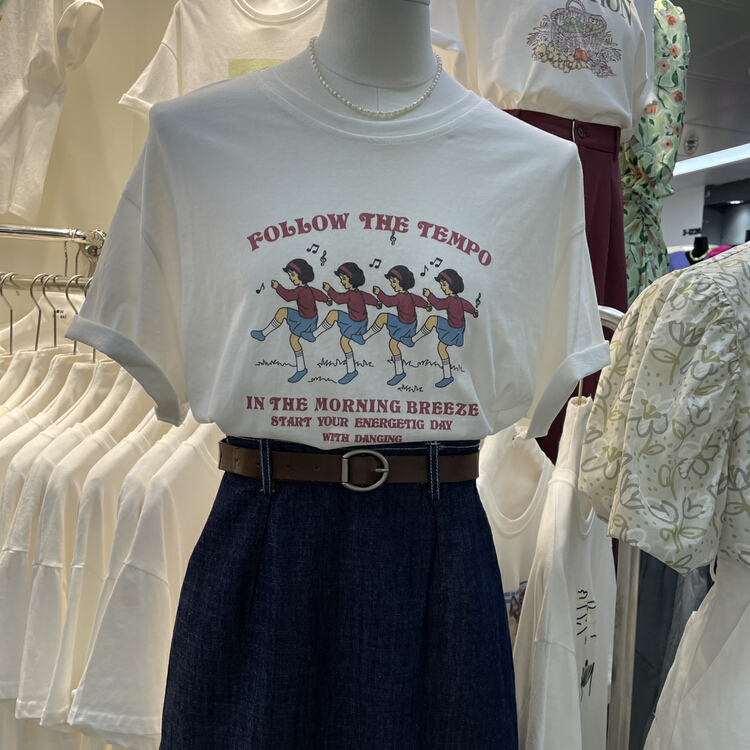 FOLLOW THE TEMPO
IN THE MORNING BREEZE
START YOUR ENERGETIG DAY
WITH DANGING